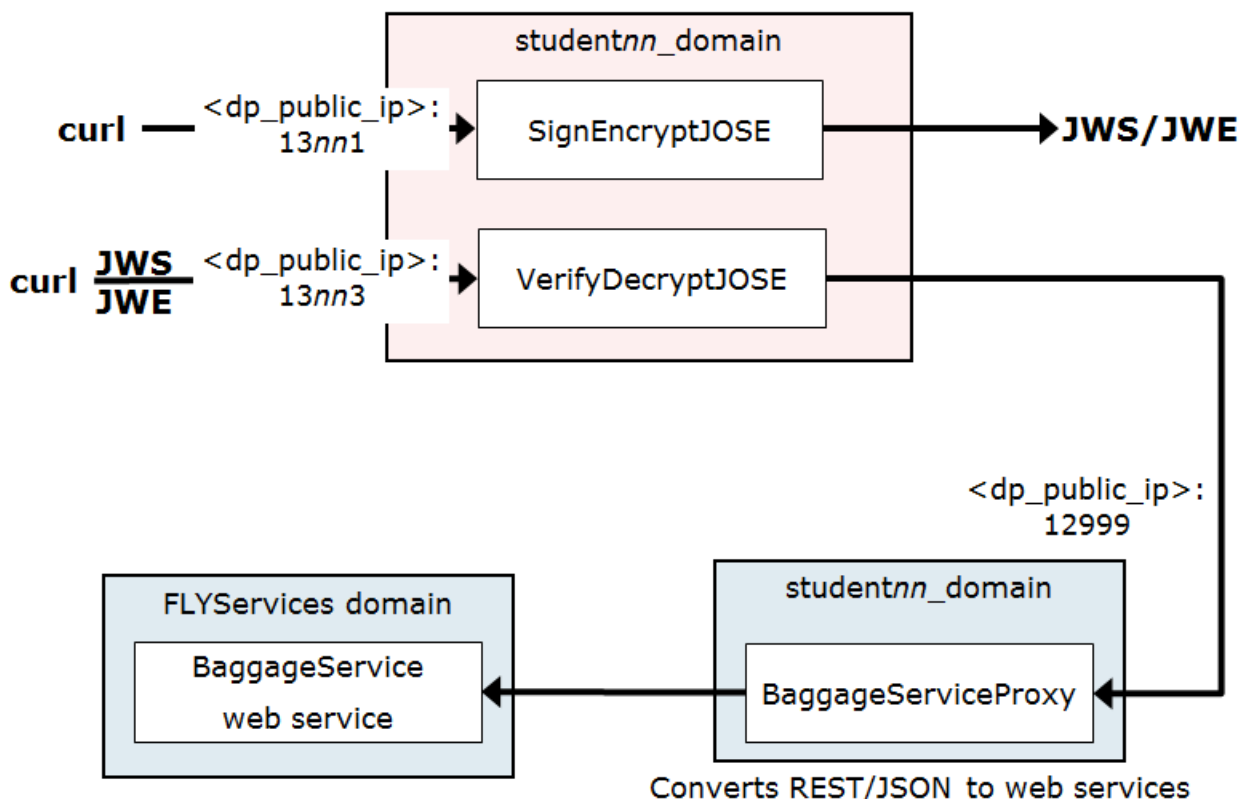 studentnn_domain
curl
<dp_public_ip>:
13nn1
SignEncryptJOSE
JWS/JWE
curl
JWS
JWE
<dp_public_ip>:
13nn3
VerifyDecryptJOSE
<dp_public_ip>:
12999
FLYServices domain
BaggageService
web service
studentnn_domain
BaggageServiceProxy
Converts REST/JSON to web services